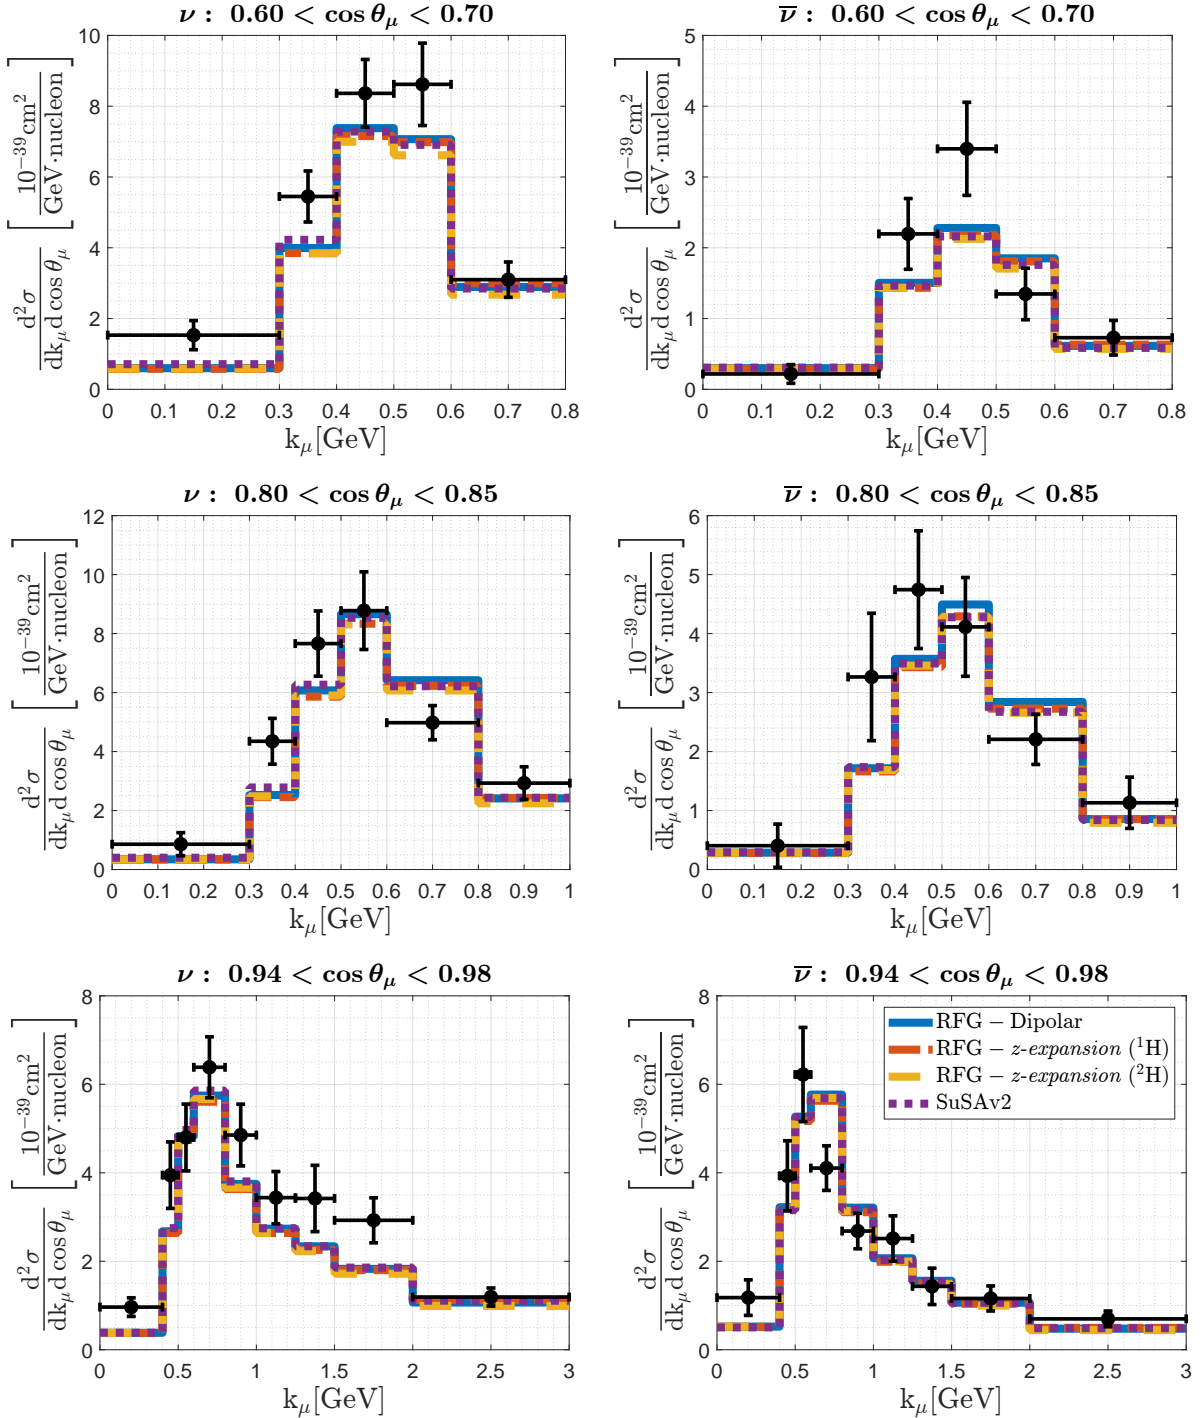 ν : 0.60 < cos θμ < 0.70
d²σ / dkμd cos θμ [10⁻³⁹cm² / GeV·nucleon]
10
8
6
4
2
0
0 0.1 0.2 0.3 0.4 0.5 0.6 0.7 0.8
kμ[GeV]
ν̅ : 0.60 < cos θμ < 0.70
d²σ / dkμd cos θμ [10⁻³⁹cm² / GeV·nucleon]
5
4
3
2
1
0
0 0.1 0.2 0.3 0.4 0.5 0.6 0.7 0.8
kμ[GeV]
ν : 0.80 < cos θμ < 0.85
d²σ / dkμd cos θμ [10⁻³⁹cm² / GeV·nucleon]
12
10
8
6
4
2
0
0 0.1 0.2 0.3 0.4 0.5 0.6 0.7 0.8 0.9 1
kμ[GeV]
ν̅ : 0.80 < cos θμ < 0.85
d²σ / dkμd cos θμ [10⁻³⁹cm² / GeV·nucleon]
6
5
4
3
2
1
0
0 0.1 0.2 0.3 0.4 0.5 0.6 0.7 0.8 0.9 1
kμ[GeV]
ν : 0.94 < cos θμ < 0.98
d²σ / dkμd cos θμ [10⁻³⁹cm² / GeV·nucleon]
8
6
4
2
0
0 0.5 1 1.5 2 2.5 3
kμ[GeV]
ν̅ : 0.94 < cos θμ < 0.98
d²σ / dkμd cos θμ [10⁻³⁹cm² / GeV·nucleon]
8
6
4
2
0
0 0.5 1 1.5 2 2.5 3
kμ[GeV]
RFG − Dipolar
RFG − z-expansion (¹H)
RFG − z-expansion (²H)
SuSAv2